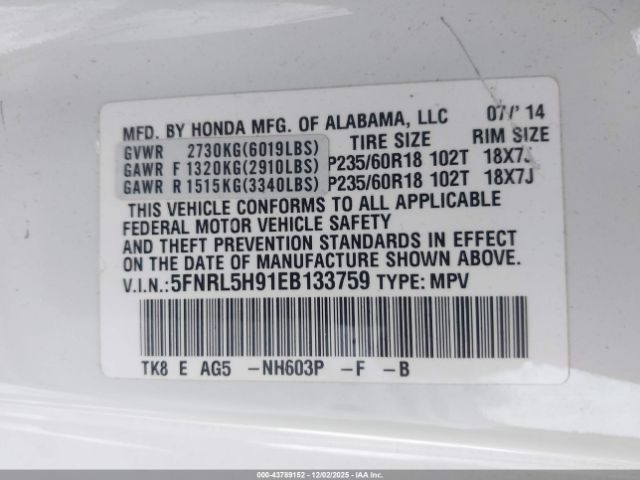 MFD. BY HONDA MFG. OF ALABAMA, LLC 07/'14
GVWR 2730KG(6019LBS) TIRE SIZE RIM SIZE
GAWR F 1320KG(2910LBS) P235/60R18 102T 18X7J
GAWR R 1515KG(3340LBS) P235/60R18 102T 18X7J
THIS VEHICLE CONFORMS TO ALL APPLICABLE
FEDERAL MOTOR VEHICLE SAFETY
AND THEFT PREVENTION STANDARDS IN EFFECT
ON THE DATE OF MANUFACTURE SHOWN ABOVE.
V.I.N.:5FNRL5H91EB133759 TYPE: MPV
TK8 E AG5 -NH603P -F -B
000-43789152 - 12/02/2025 - IAA Inc.